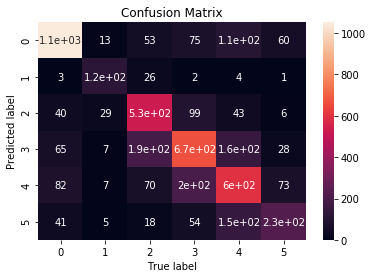 Confusion Matrix
0 1.1e+03 13 53 75 1.1e+02 60
1 3 1.2e+02 26 2 4 1
2 40 29 5.3e+02 99 43 6
3 65 7 1.9e+02 6.7e+02 1.6e+02 28
4 82 7 70 2e+02 6e+02 73
5 41 5 18 54 1.5e+02 2.3e+02
0 1 2 3 4 5
True label
Predicted label
1000
800
600
400
200
0